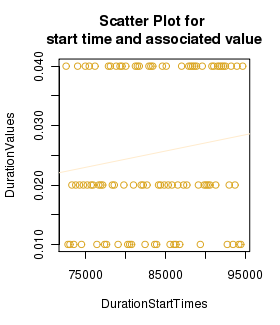 Scatter Plot for
start time and associated value
DurationValues
0.040
0.030
0.020
0.010
75000
85000
95000
DurationStartTimes